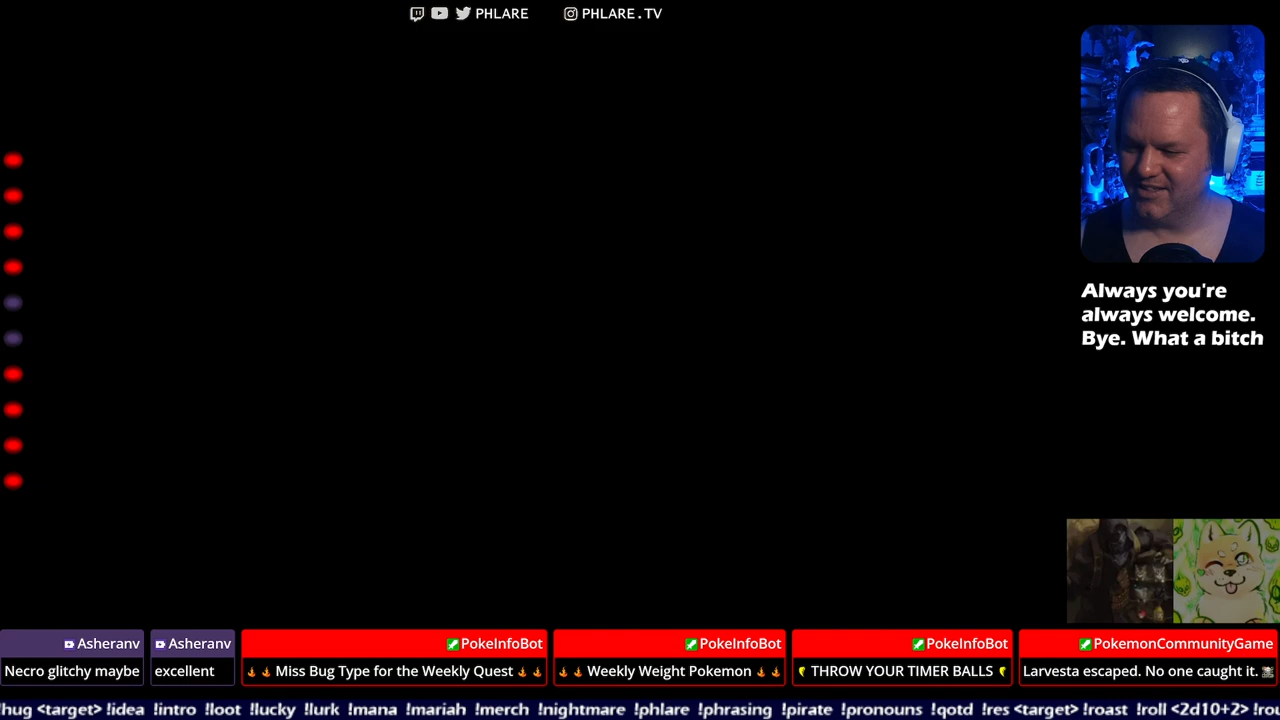 PHLARE PHLARE.TV
Always you're
always welcome.
Bye. What a bitch
Asheranv
Necro glitchy maybe
Asheranv
excellent
PokeInfoBot
Miss Bug Type for the Weekly Quest
PokeInfoBot
Weekly Weight Pokemon
PokeInfoBot
THROW YOUR TIMER BALLS
PokemonCommunityGame
Larvesta escaped. No one caught it.
!hug <target> !idea !intro !loot !lucky !lurk !mana !mariah !merch !nightmare !phlare !phrasing !pirate !pronouns !qotd !res <target> !roast !roll <2d10+2> !rou